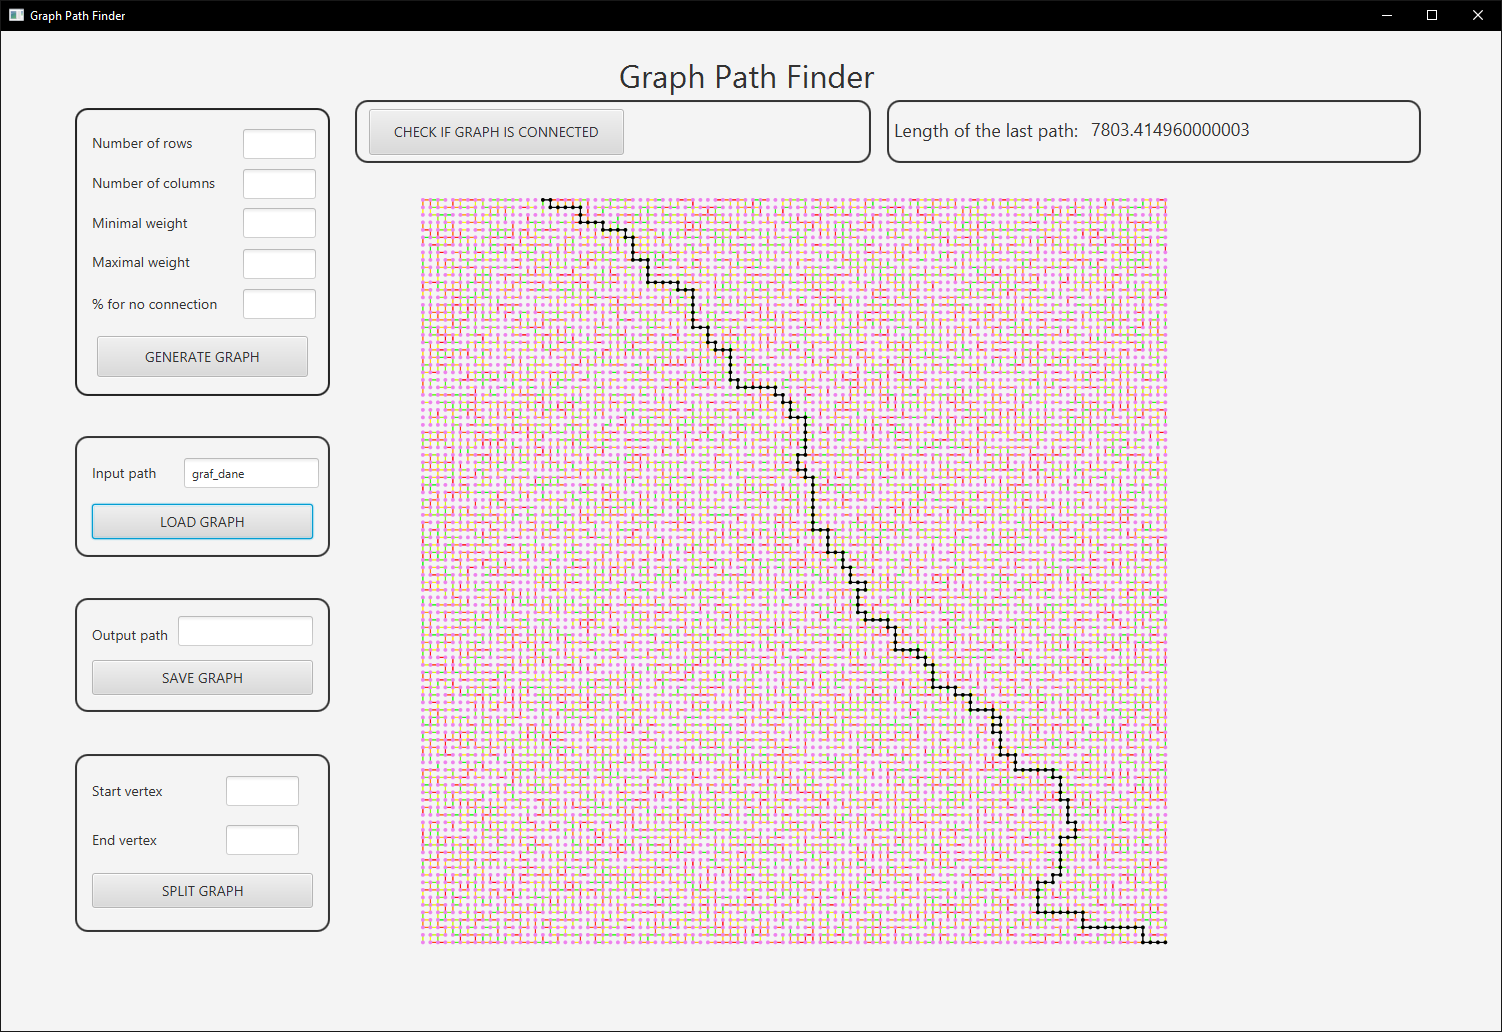 Graph Path Finder
Graph Path Finder
Number of rows
Number of columns
Minimal weight
Maximal weight
% for no connection
GENERATE GRAPH
CHECK IF GRAPH IS CONNECTED
Length of the last path: 7803.414960000003
Input path graf_dane
LOAD GRAPH
Output path
SAVE GRAPH
Start vertex
End vertex
SPLIT GRAPH